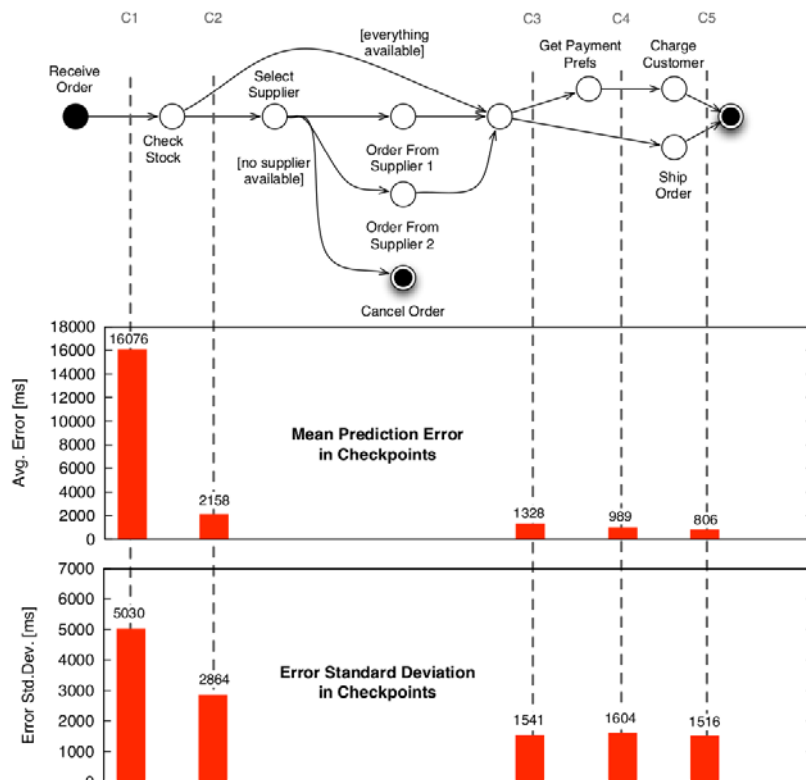 C1 C2 C3 C4 C5
[everything
available]
Get Payment
Prefs
Charge
Customer
Receive
Order
Select
Supplier
Check
Stock
[no supplier
available]
Order From
Supplier 1
Ship
Order
Order From
Supplier 2
Cancel Order
18000
16000
14000
12000
10000
8000
6000
4000
2000
0
Avg. Error [ms]
16076
2158
1328
989
806
Mean Prediction Error
in Checkpoints
7000
6000
5000
4000
3000
2000
1000
0
Error Std.Dev. [ms]
5030
2864
1541
1604
1516
Error Standard Deviation
in Checkpoints